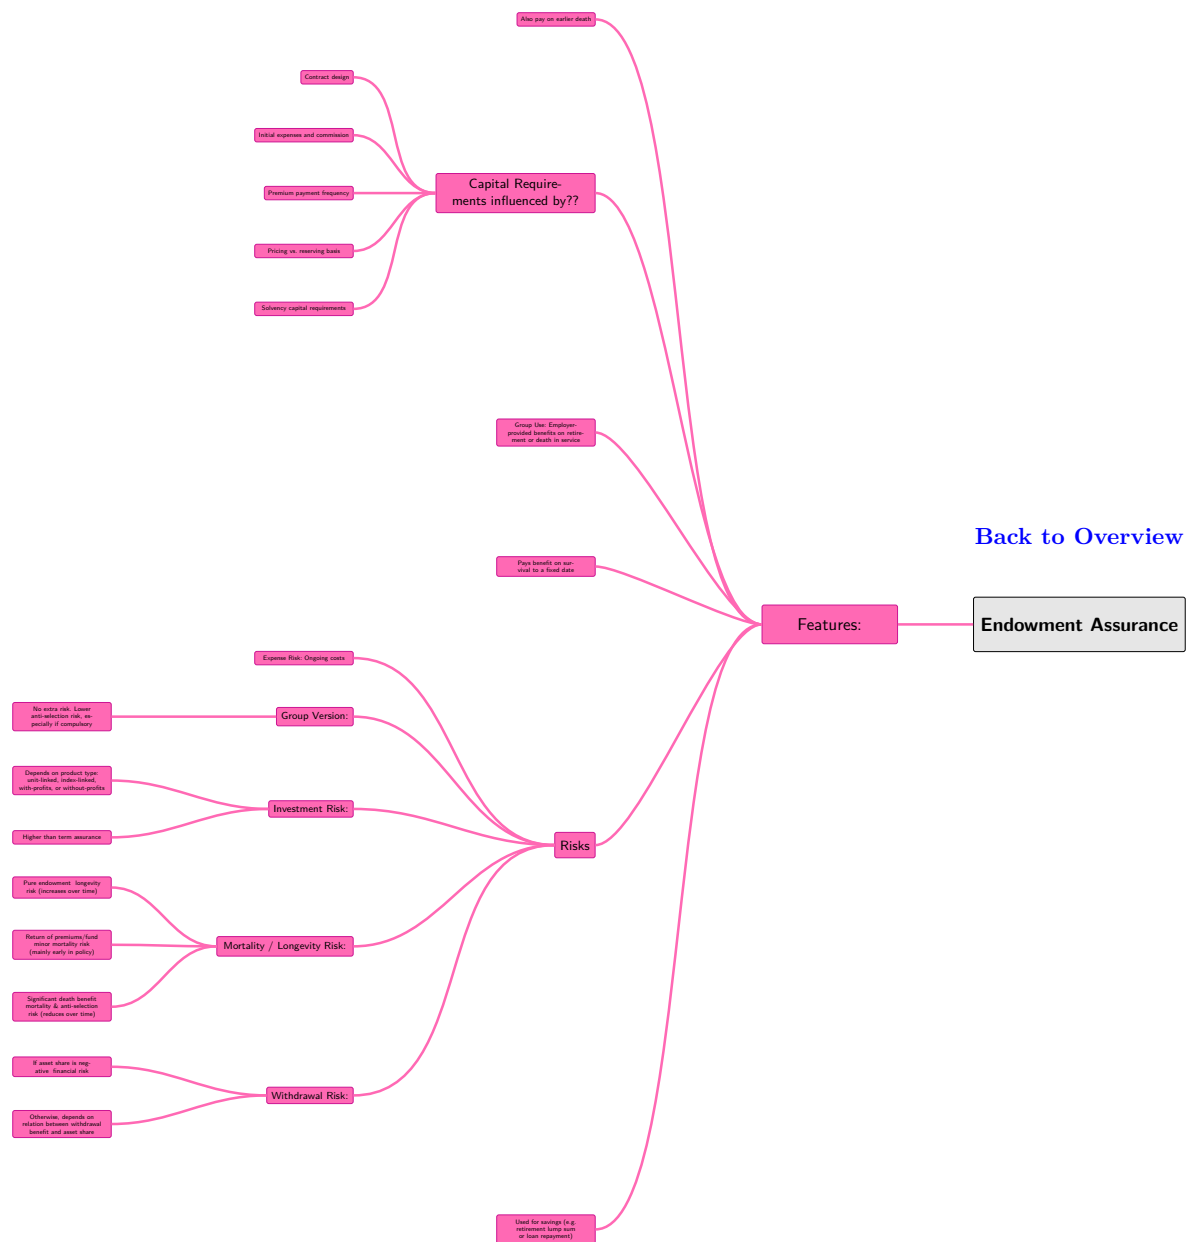 Also pay on earlier death
Contract design
Initial expenses and commission
Premium payment frequency
Pricing vs. reserving basis
Solvency capital requirements
Capital Require-
ments influenced by??
Group Use: Employer-
provided benefits on retire-
ment or death in service
Pays benefit on sur-
vival to a fixed date
Back to Overview
Features:
Endowment Assurance
Expense Risk: Ongoing costs
No extra risk. Lower
anti-selection risk, es-
pecially if compulsory
Group Version:
Depends on product type:
unit-linked, index-linked,
with-profits, or without-profits
Higher than term assurance
Investment Risk:
Risks
Pure endowment longevity
risk (increases over time)
Return of premiums/fund
minor mortality risk
(mainly early in policy)
Significant death benefit
mortality & anti-selection
risk (reduces over time)
Mortality / Longevity Risk:
If asset share is neg-
ative financial risk
Otherwise, depends on
relation between withdrawal
benefit and asset share
Withdrawal Risk:
Used for savings (e.g.
retirement lump sum
or loan repayment)